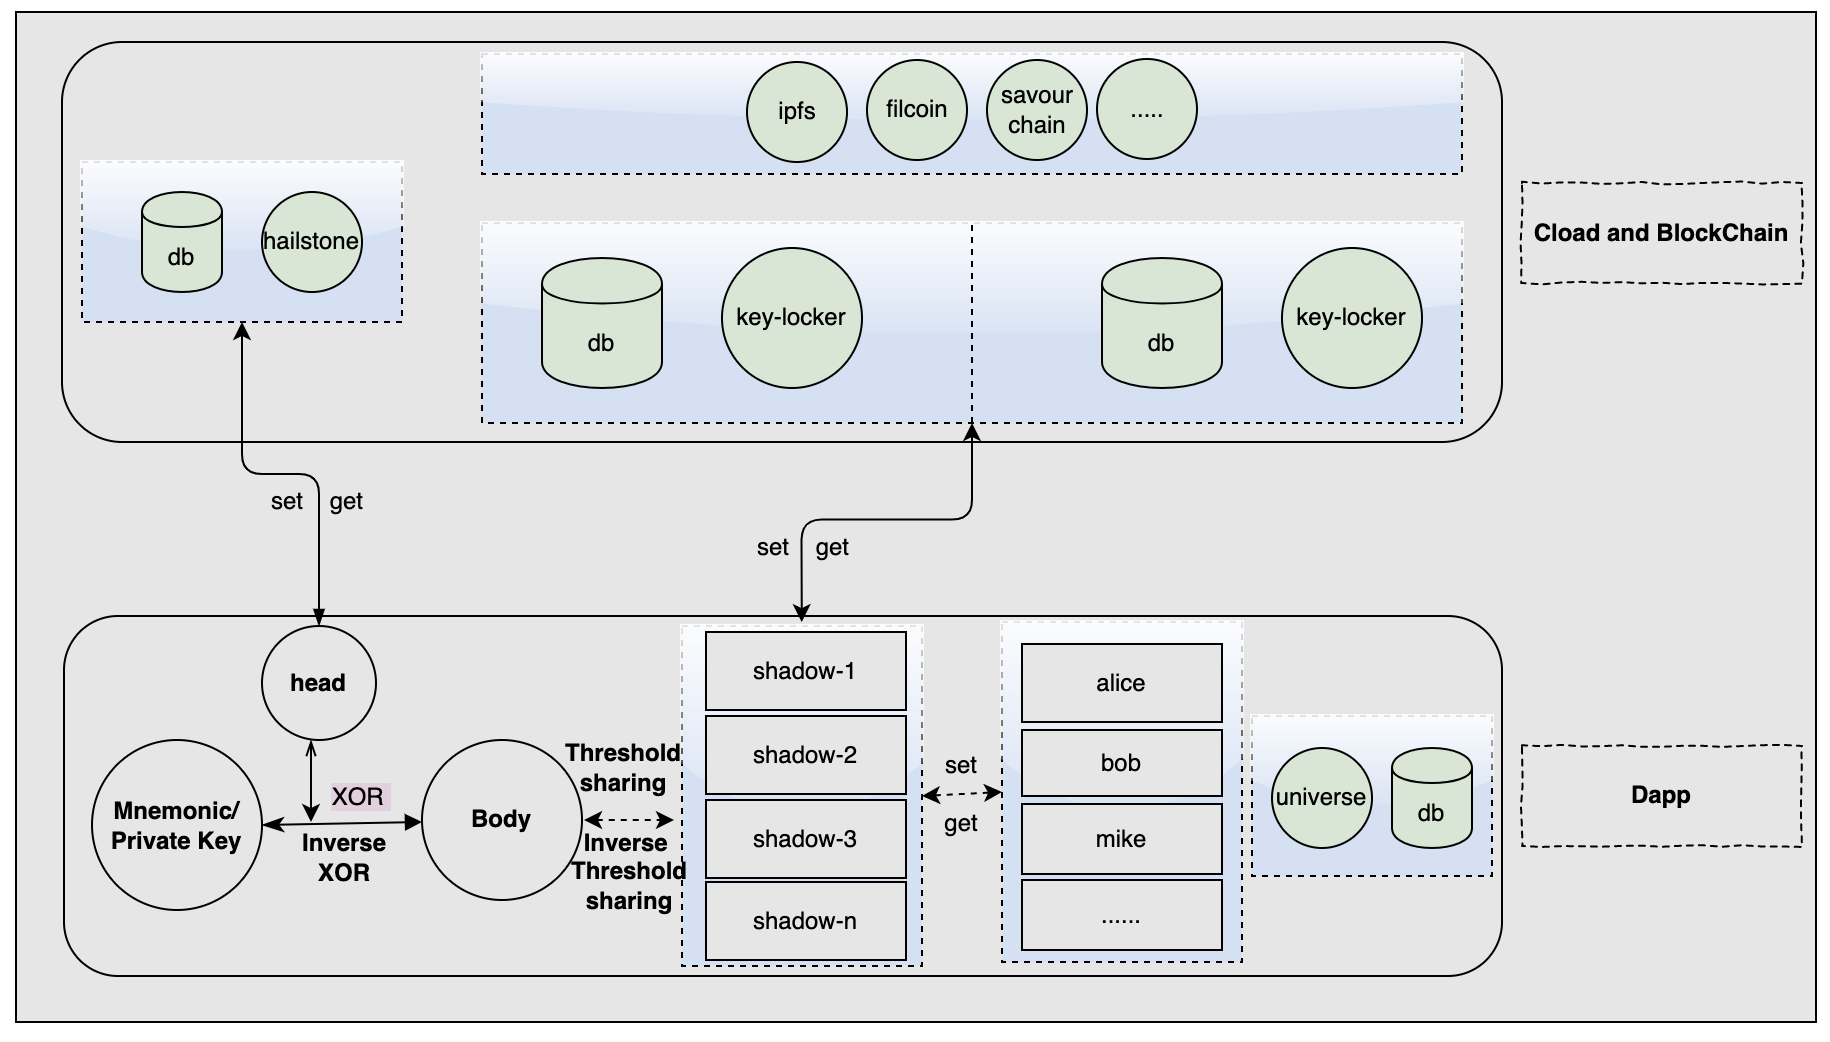 ipfs
filcoin
savour
chain
.....
db
hailstone
db
key-locker
db
key-locker
Cload and BlockChain
set
get
set
get
head
Mnemonic/
Private Key
XOR
Inverse
XOR
Body
Threshold
sharing
Inverse
Threshold
sharing
shadow-1
shadow-2
shadow-3
shadow-n
set
get
alice
bob
mike
......
universe
db
Dapp